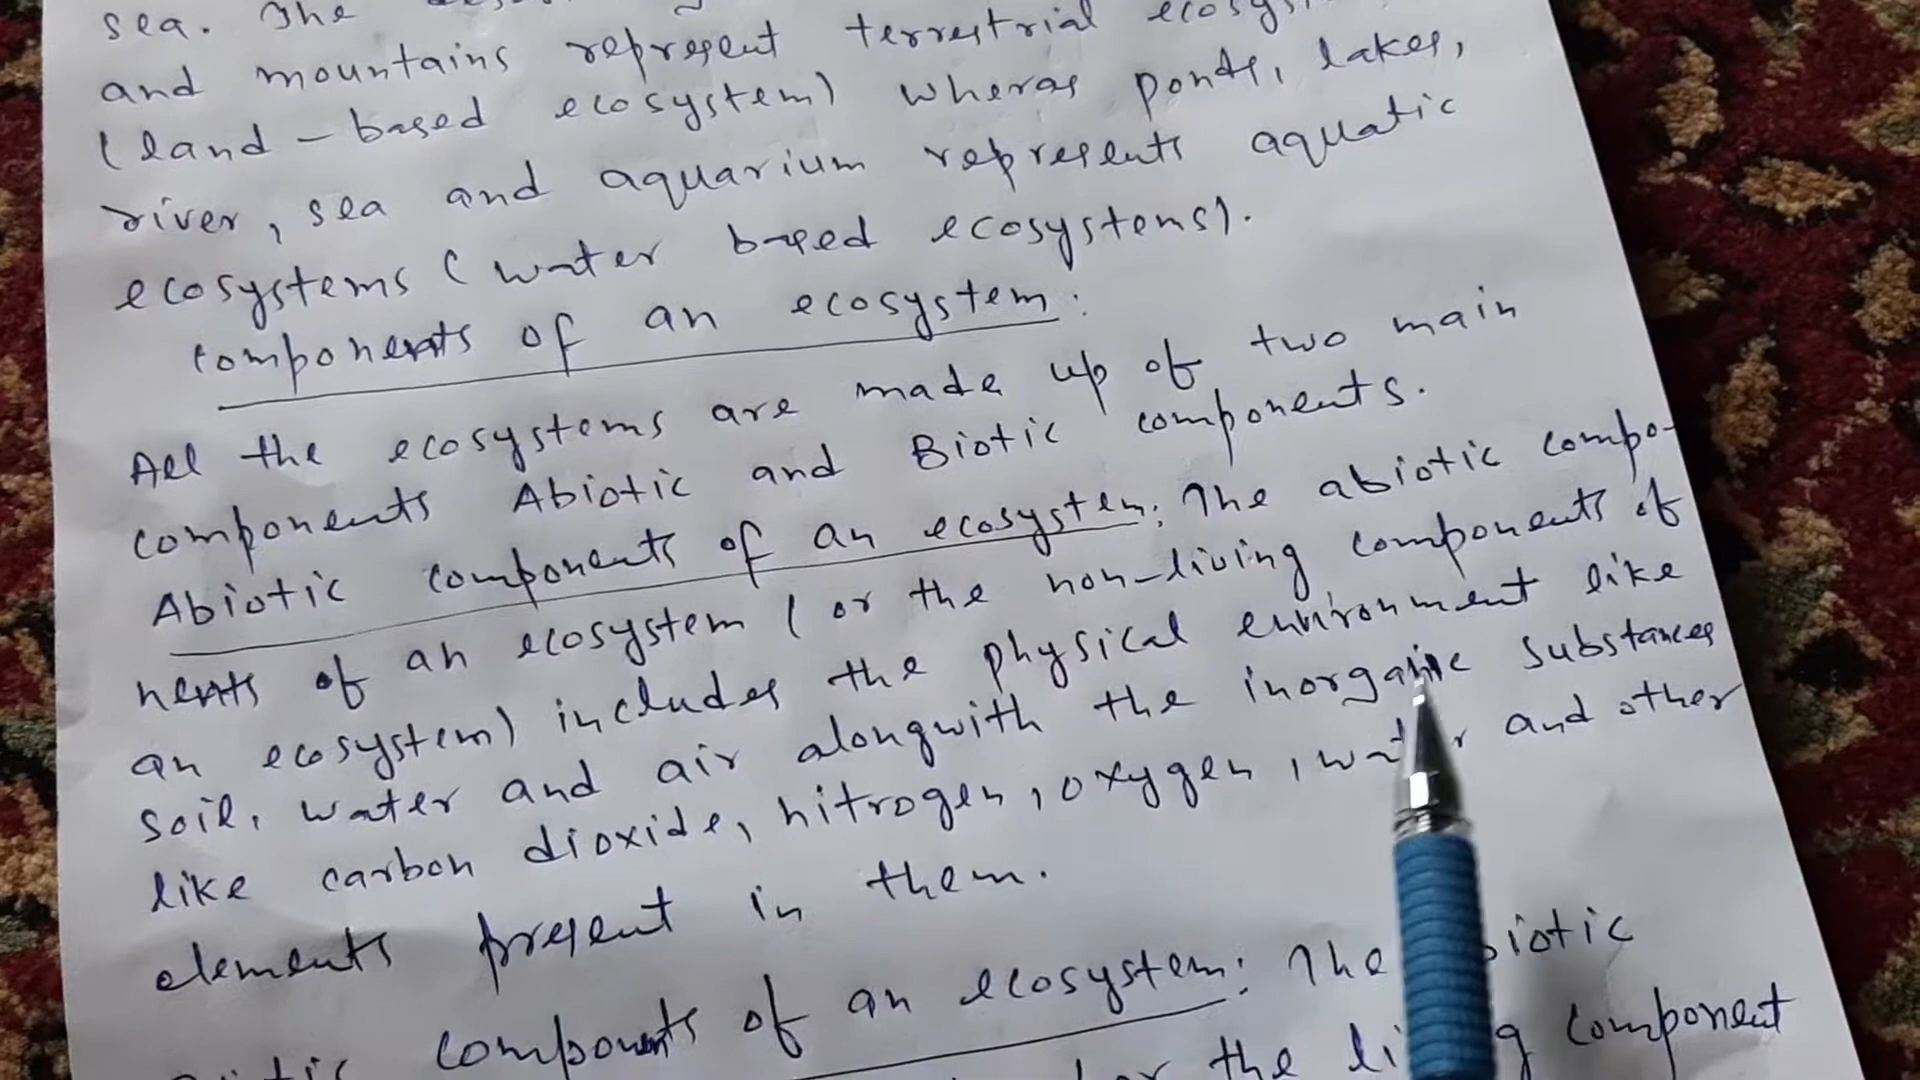 sea. The
and mountains represent terrestrial ecosys
(land-based ecosystem) wheras ponds, lakes,
river, sea and aquarium represents aquatic
ecosystems (water based ecosystems).
Components of an ecosystem:
All the ecosystems are made up of two main
components Abiotic and Biotic components.
Abiotic components of an ecosystem: The abiotic compo-
nents of an ecosystem (or the non-living components of
an ecosystem) includes the physical environment like
soil, water and air alongwith the inorganic substances
like carbon dioxide, nitrogen, oxygen, water and other
elements present in them.
components of an ecosystem: The biotic
the living component